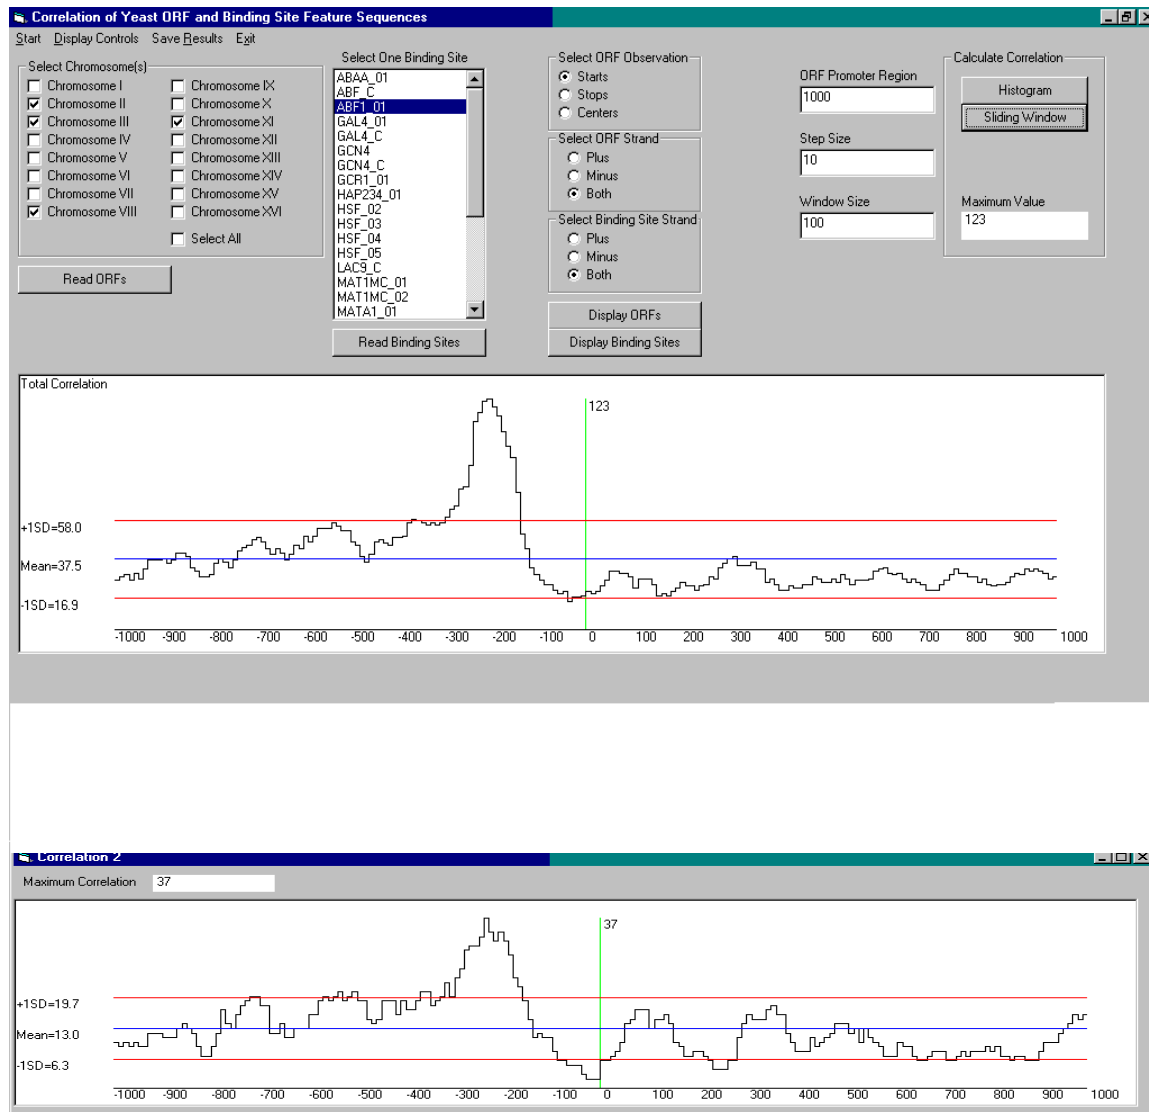 Correlation of Yeast ORF and Binding Site Feature Sequences
Start Display Controls Save Results Exit
Select Chromosome(s)
Chromosome I
Chromosome II
Chromosome III
Chromosome IV
Chromosome V
Chromosome VI
Chromosome VII
Chromosome VIII
Chromosome IX
Chromosome X
Chromosome XI
Chromosome XII
Chromosome XIII
Chromosome XIV
Chromosome XV
Chromosome XVI
Select All
Read ORFs
Select One Binding Site
ABAA_01
ABF_C
ABF1_01
GAL4_01
GAL4_C
GCN4
GCN4_C
GCR1_01
HAP234_01
HSF_02
HSF_03
HSF_04
HSF_05
LAC9_C
MAT1MC_01
MAT1MC_02
MATA1_01
Read Binding Sites
Select ORF Observation
Starts
Stops
Centers
Select ORF Strand
Plus
Minus
Both
Select Binding Site Strand
Plus
Minus
Both
Display ORFs
Display Binding Sites
ORF Promoter Region
1000
Step Size
10
Window Size
100
Calculate Correlation
Histogram
Sliding Window
Maximum Value
123
Total Correlation
123
+1SD=58.0
Mean=37.5
-1SD=16.9
-1000 -900 -800 -700 -600 -500 -400 -300 -200 -100 0 100 200 300 400 500 600 700 800 900 1000
Correlation 2
Maximum Correlation 37
37
+1SD=19.7
Mean=13.0
-1SD=6.3
-1000 -900 -800 -700 -600 -500 -400 -300 -200 -100 0 100 200 300 400 500 600 700 800 900 1000